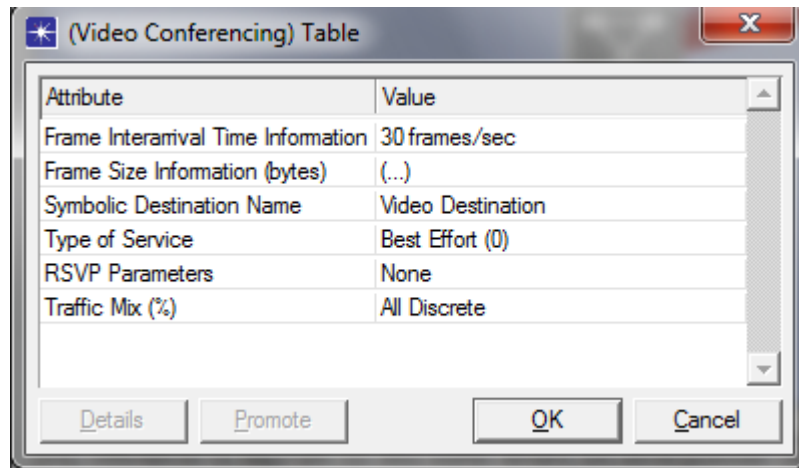 (Video Conferencing) Table
Attribute Value
Frame Interarrival Time Information 30 frames/sec
Frame Size Information (bytes) (...)
Symbolic Destination Name Video Destination
Type of Service Best Effort (0)
RSVP Parameters None
Traffic Mix (%) All Discrete
Details Promote OK Cancel